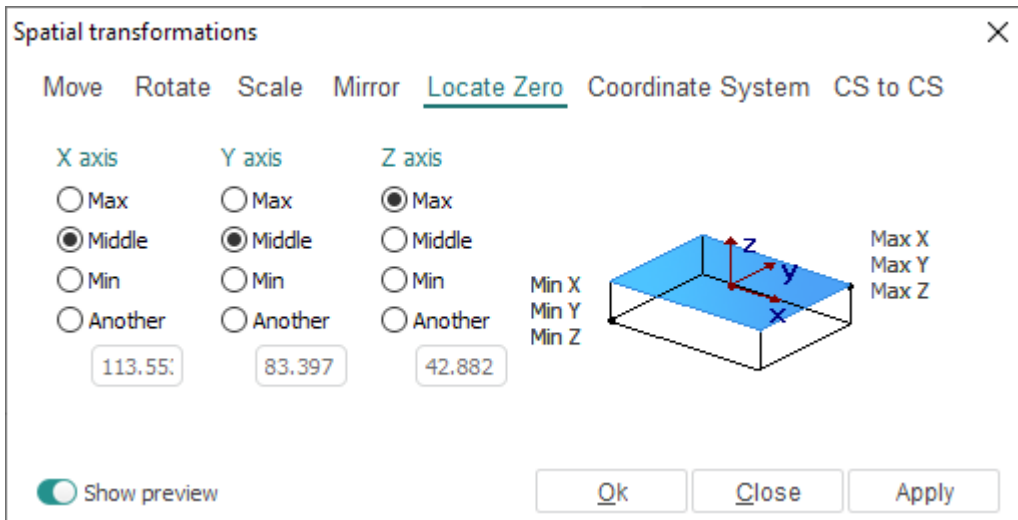 Spatial transformations
Move Rotate Scale Mirror Locate Zero Coordinate System CS to CS
X axis Y axis Z axis
Max Max Max
Middle Middle Middle
Min Min Min
Another Another Another
113.55 83.397 42.882
Min X
Min Y
Min Z
z
y
x
Max X
Max Y
Max Z
Show preview
Ok Close Apply